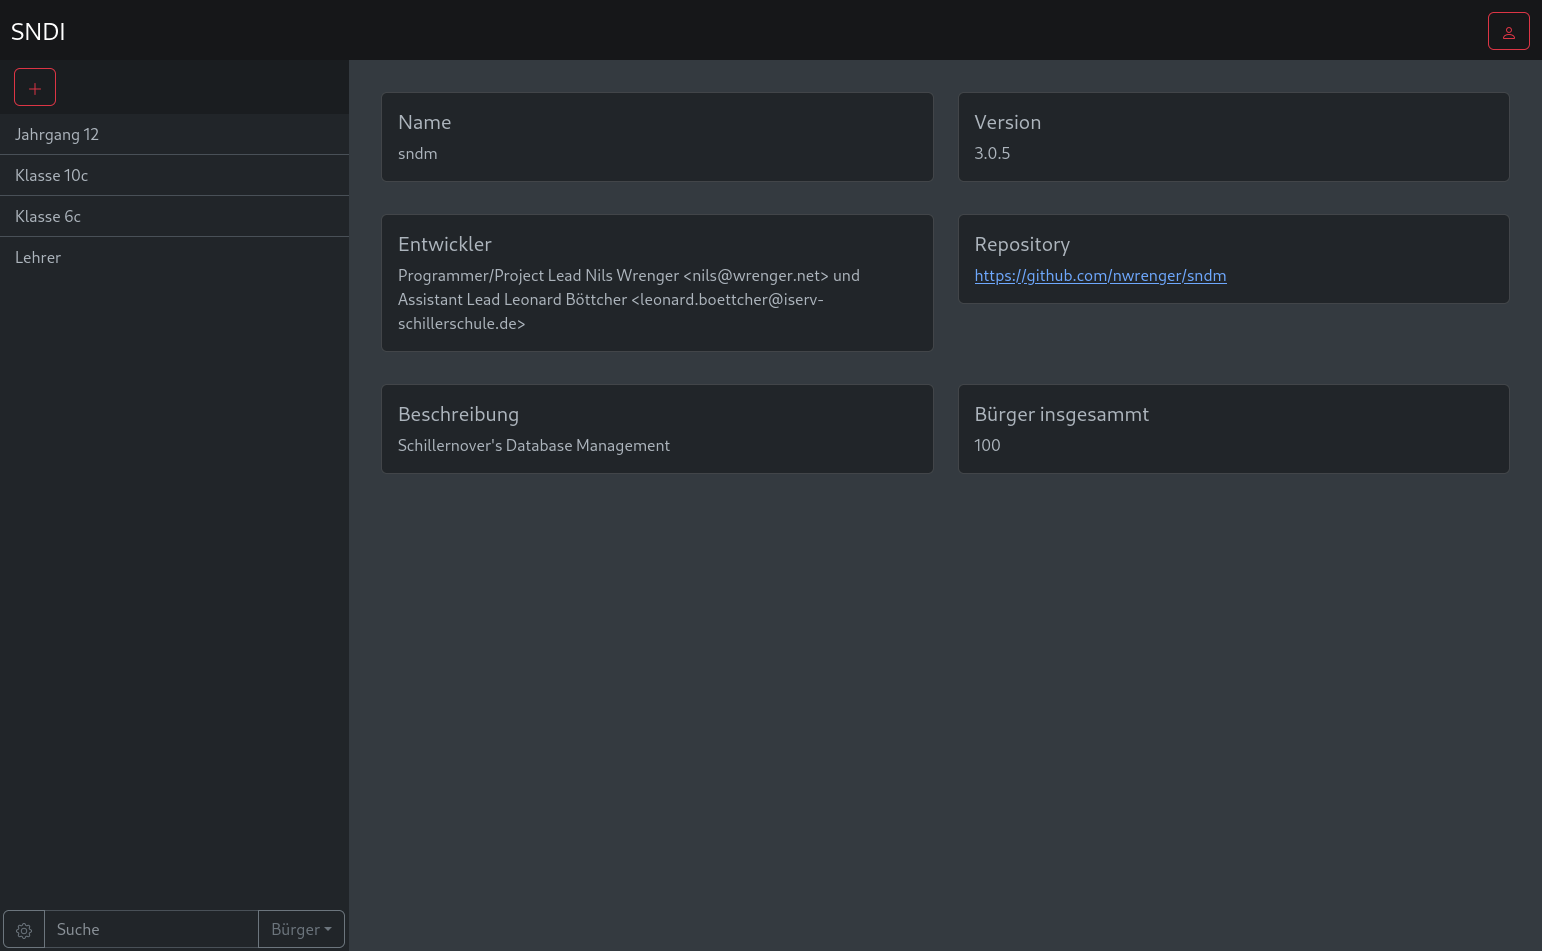 SNDI
Jahrgang 12
Klasse 10c
Klasse 6c
Lehrer
Name
sndm
Version
3.0.5
Entwickler
Programmer/Project Lead Nils Wrenger <nils@wrenger.net> und
Assistant Lead Leonard Böttcher <leonard.boettcher@iserv-
schillerschule.de>
Repository
https://github.com/nwrenger/sndm
Beschreibung
Schillernover's Database Management
Bürger insgesammt
100
Suche
Bürger